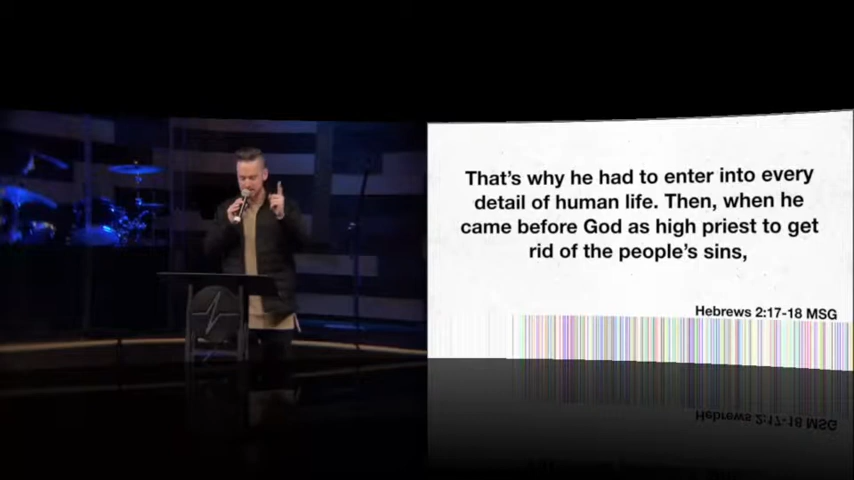 That's why he had to enter into every
detail of human life. Then, when he
came before God as high priest to get
rid of the people's sins,
Hebrews 2:17-18 MSG